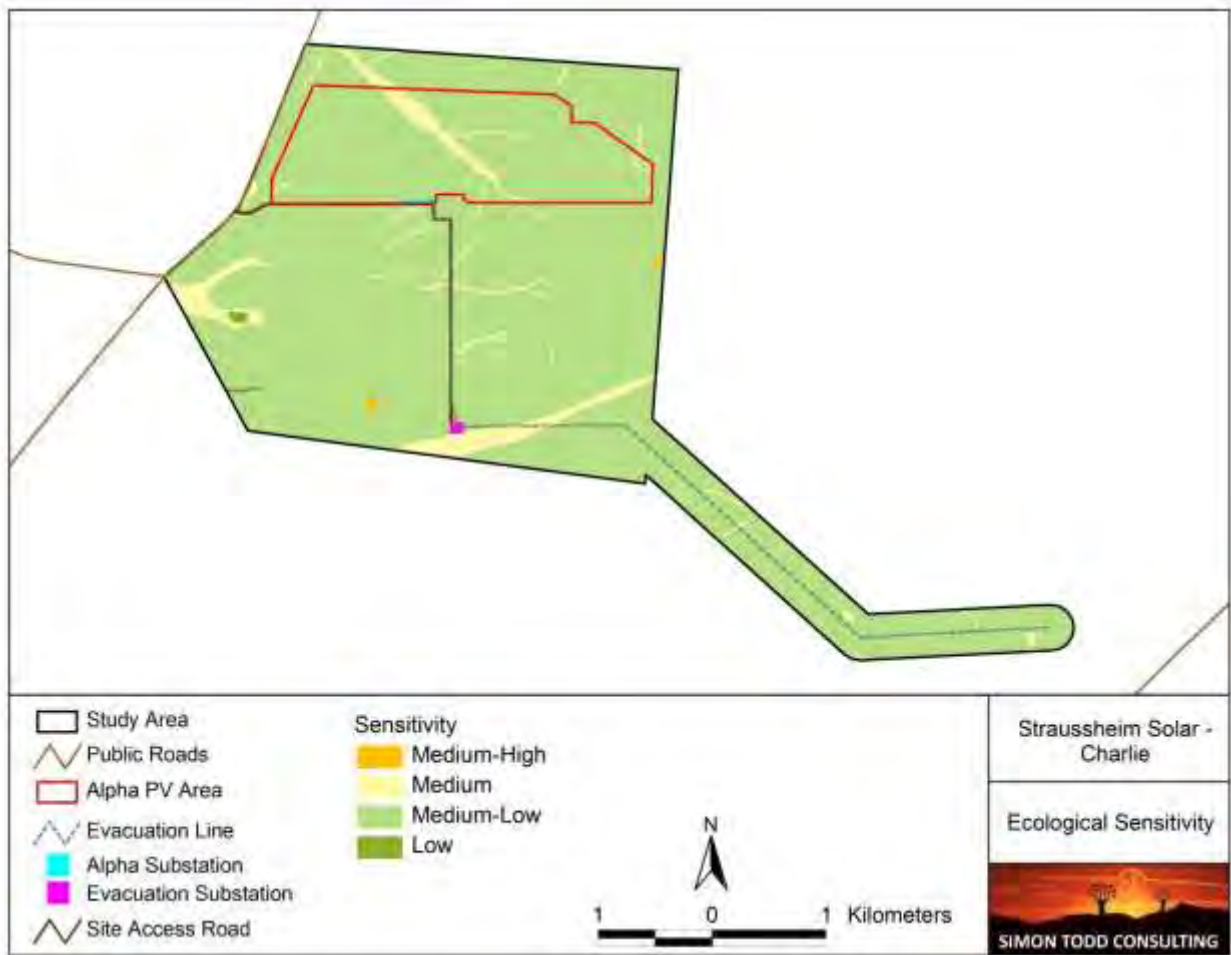 Study Area
Public Roads
Alpha PV Area
Evacuation Line
Alpha Substation
Evacuation Substation
Site Access Road
Sensitivity
Medium-High
Medium
Medium-Low
Low
N
1 0 1 Kilometers
Straussheim Solar -
Charlie
Ecological Sensitivity
SIMON TODD CONSULTING